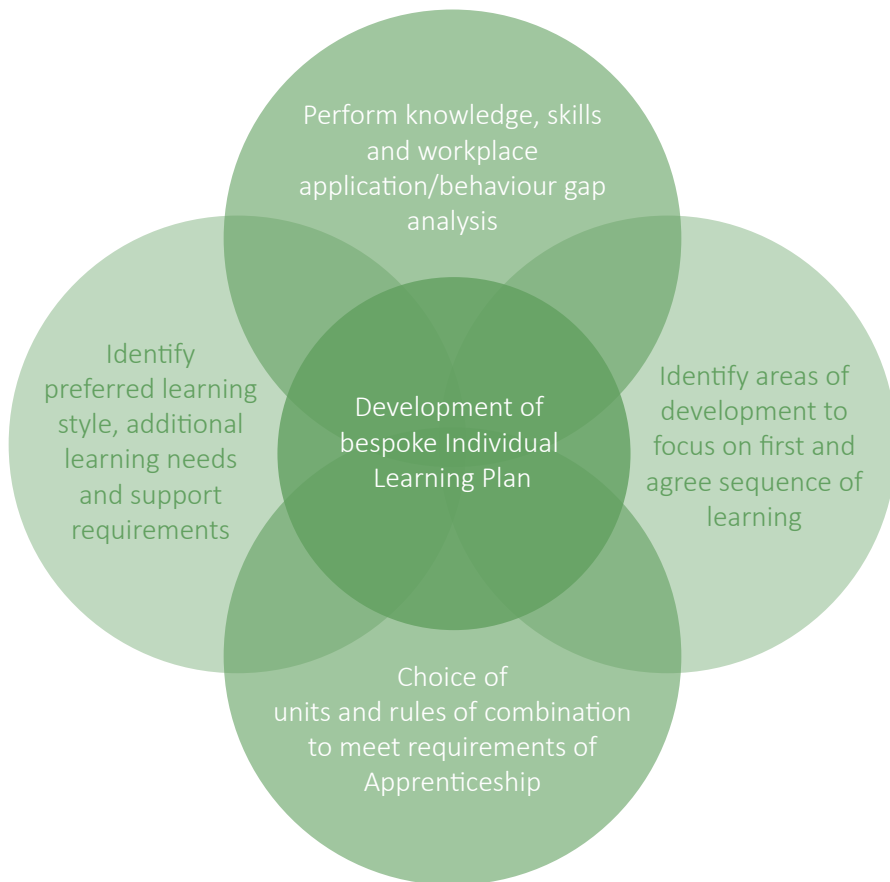 Perform knowledge, skills
and workplace
application/behaviour gap
analysis
Identify
preferred learning
style, additional
learning needs
and support
requirements
Development of
bespoke Individual
Learning Plan
Identify areas of
development to
focus on first and
agree sequence of
learning
Choice of
units and rules of combination
to meet requirements of
Apprenticeship